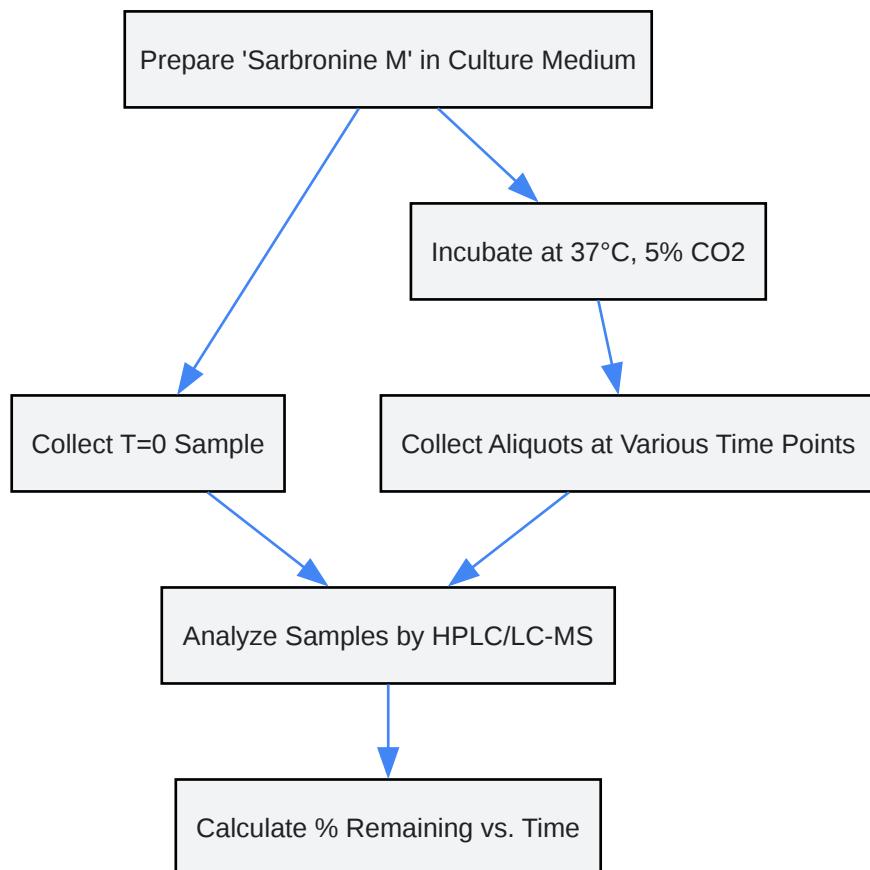 Prepare 'Sarbronine M' in Culture Medium
Incubate at 37°C, 5% CO2
Collect T=0 Sample
Collect Aliquots at Various Time Points
Analyze Samples by HPLC/LC-MS
Calculate % Remaining vs. Time